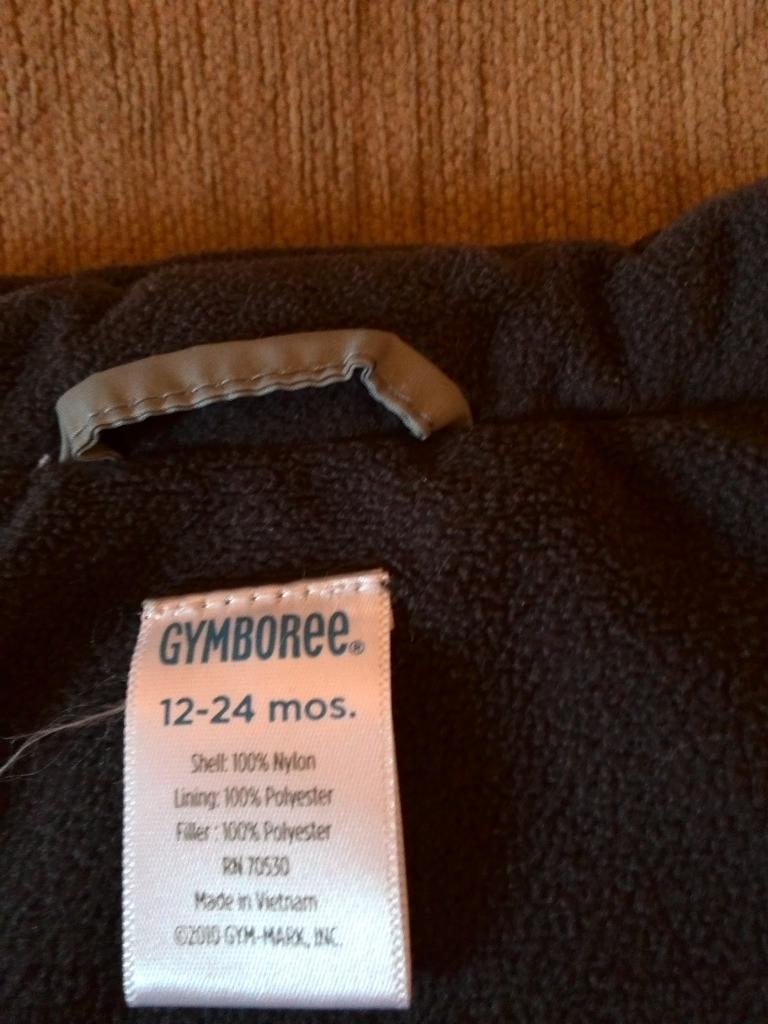 GYMBOREE®
12-24 mos.
Shell: 100% Nylon
Lining: 100% Polyester
Filler : 100% Polyester
RN 70530
Made in Vietnam
©2010 GYM-MARK, INC.